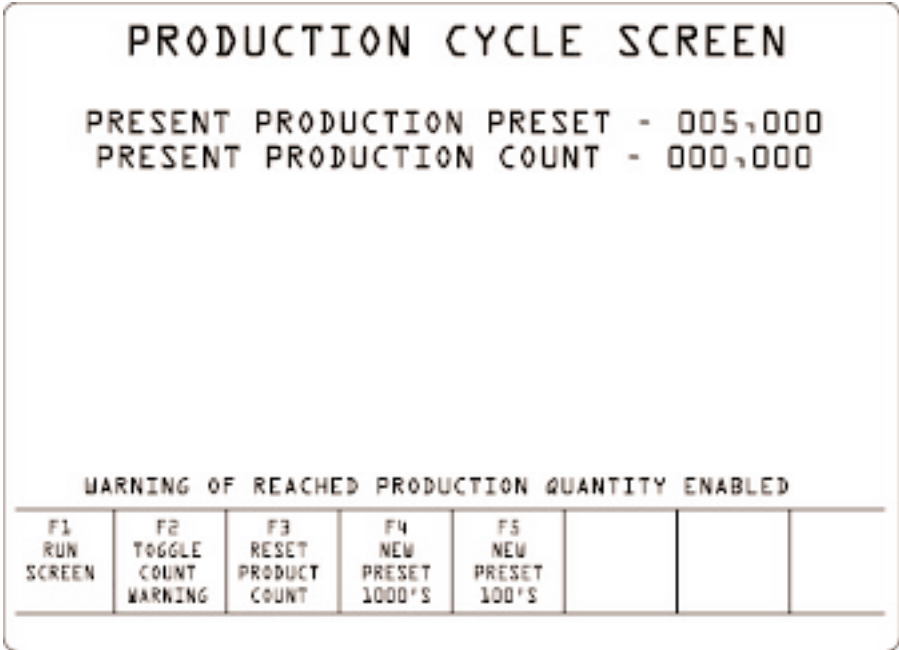 PRODUCTION CYCLE SCREEN
PRESENT PRODUCTION PRESET - 005,000
PRESENT PRODUCTION COUNT - 000,000
WARNING OF REACHED PRODUCTION QUANTITY ENABLED
F1
RUN
SCREEN
F2
TOGGLE
COUNT
WARNING
F3
RESET
PRODUCT
COUNT
F4
NEW
PRESET
1000'S
F5
NEW
PRESET
100'S